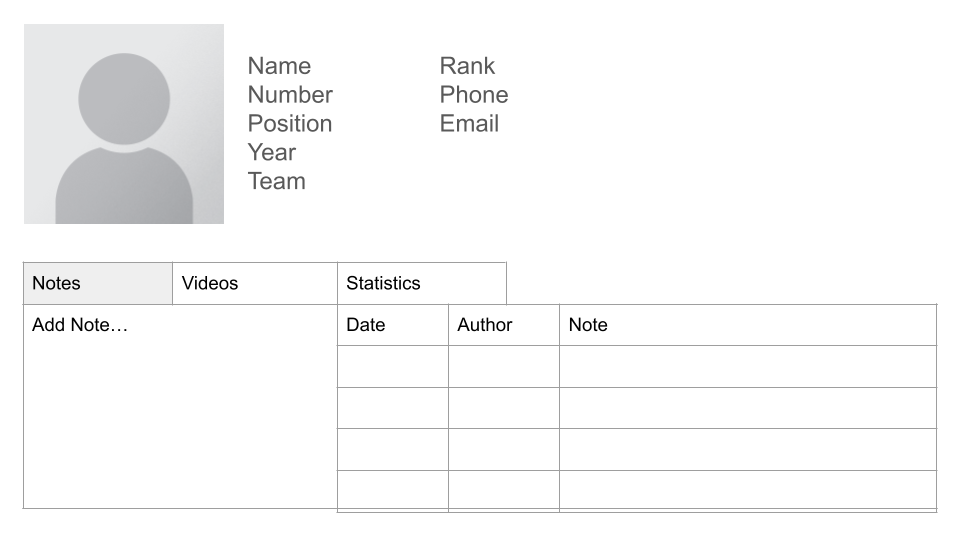 Name
Number
Position
Year
Team
Rank
Phone
Email
Notes
Videos
Statistics
Add Note…
Date
Author
Note